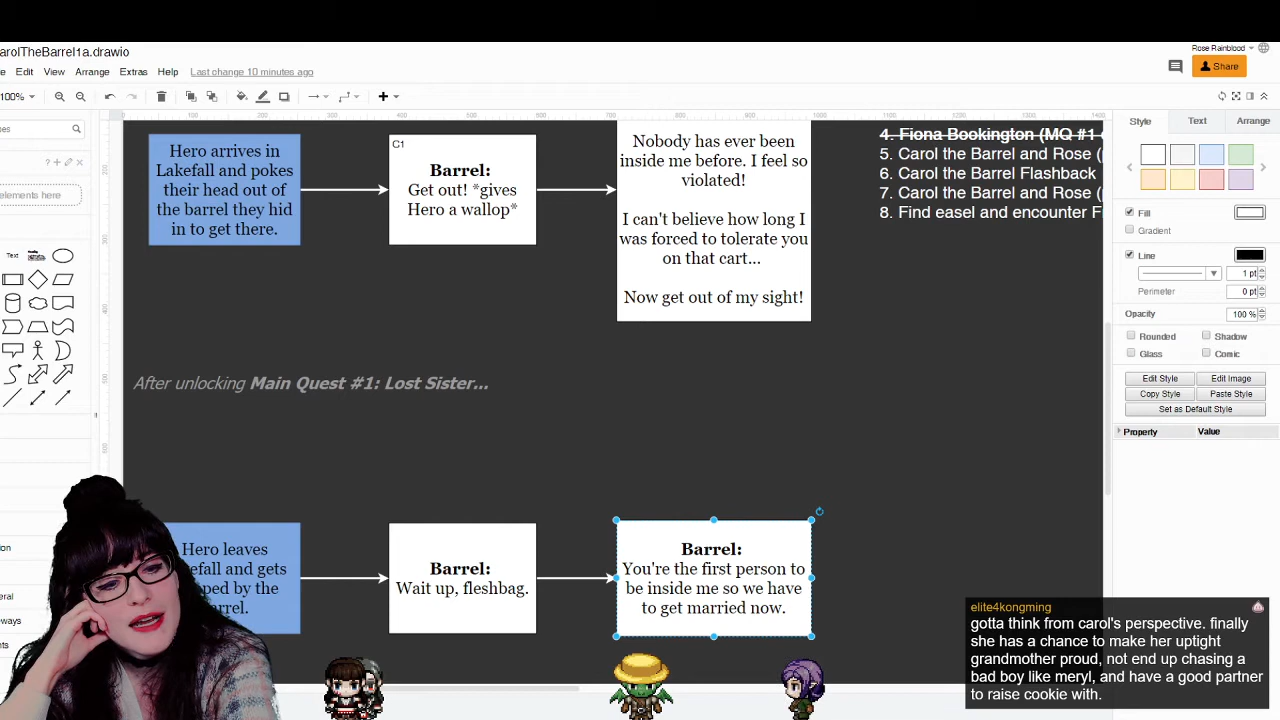 arolTheBarrel1a.drawio
Rose Rainblood
Edit View Arrange Extras Help Last change 10 minutes ago
Share
100%
Style Text Arrange
elements here
Text
Fill
Gradient
Line
1 pt
Perimeter
0 pt
Opacity
100 %
Rounded
Shadow
Glass
Comic
Edit Style
Edit Image
Copy Style
Paste Style
Set as Default Style
Property
Value
Hero arrives in
Lakefall and pokes
their head out of
the barrel they hid
in to get there.
C1
Barrel:
Get out! *gives
Hero a wallop*
Nobody has ever been
inside me before. I feel so
violated!
I can't believe how long I
was forced to tolerate you
on that cart...
Now get out of my sight!
4. Fiona Bookington (MQ #1
5. Carol the Barrel and Rose (
6. Carol the Barrel Flashback
7. Carol the Barrel and Rose (
8. Find easel and encounter F
After unlocking Main Quest #1: Lost Sister...
Hero leaves
efall and gets
ped by the
rrel.
Barrel:
Wait up, fleshbag.
Barrel:
You're the first person to
be inside me so we have
to get married now.
elite4kongming
gotta think from carol's perspective. finally
she has a chance to make her uptight
grandmother proud, not end up chasing a
bad boy like meryl, and have a good partner
to raise cookie with.